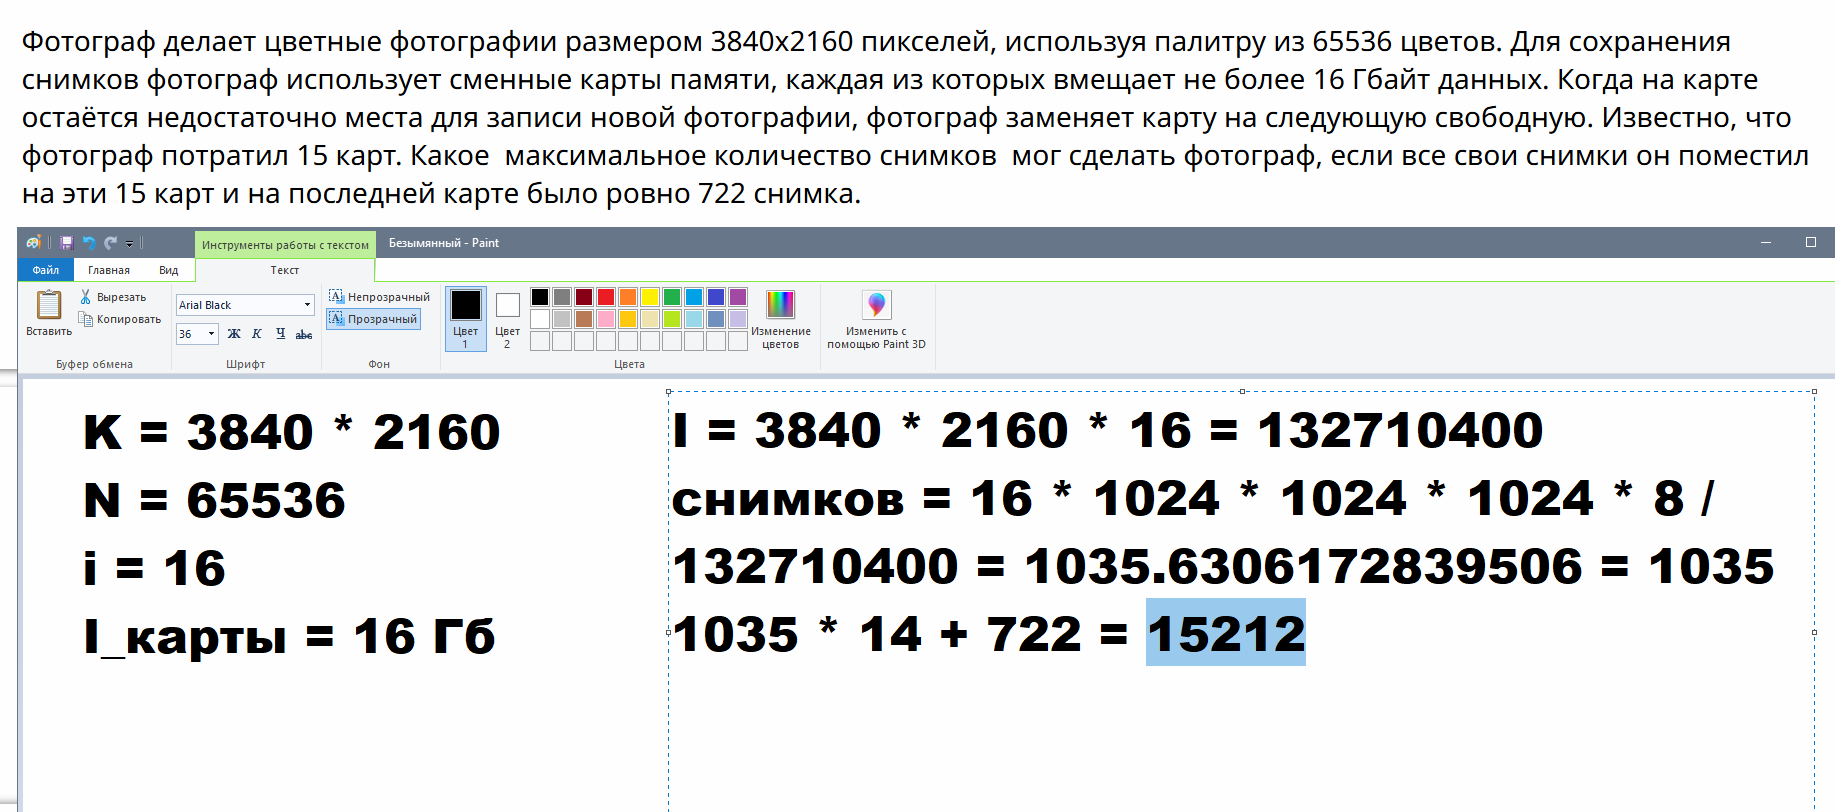 Фотограф делает цветные фотографии размером 3840x2160 пикселей, используя палитру из 65536 цветов. Для сохранения
снимков фотограф использует сменные карты памяти, каждая из которых вмещает не более 16 Гбайт данных. Когда на карте
остаётся недостаточно места для записи новой фотографии, фотограф заменяет карту на следующую свободную. Известно, что
фотограф потратил 15 карт. Какое  максимальное количество снимков  мог сделать фотограф, если все свои снимки он поместил
на эти 15 карт и на последней карте было ровно 722 снимка.
Инструменты работы с текстом
Безымянный - Paint
Файл
Главная
Вид
Текст
Вставить
Вырезать
Копировать
Буфер обмена
Arial Black
36
Ж К Ч abc
Шрифт
Непрозрачный
Прозрачный
Фон
Цвет
1
Цвет
2
Изменение
цветов
Цвета
Изменить с
помощью Paint 3D
K = 3840 * 2160
N = 65536
i = 16
I_карты = 16 Гб
I = 3840 * 2160 * 16 = 132710400
снимков = 16 * 1024 * 1024 * 1024 * 8 /
132710400 = 1035.6306172839506 = 1035
1035 * 14 + 722 = 15212